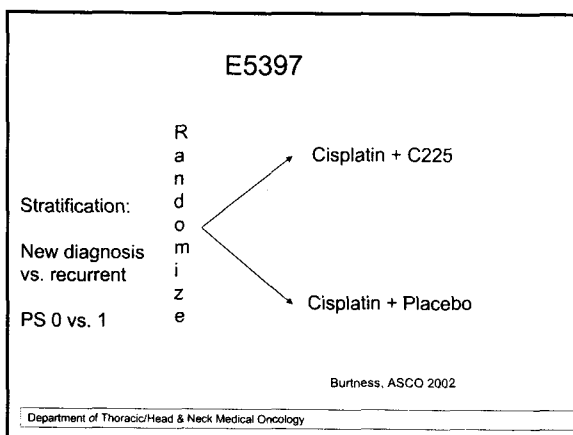 E5397
Stratification:
New diagnosis
vs. recurrent
PS 0 vs. 1
Randomize
Cisplatin + C225
Cisplatin + Placebo
Burtness, ASCO 2002
Department of Thoracic/Head & Neck Medical Oncology